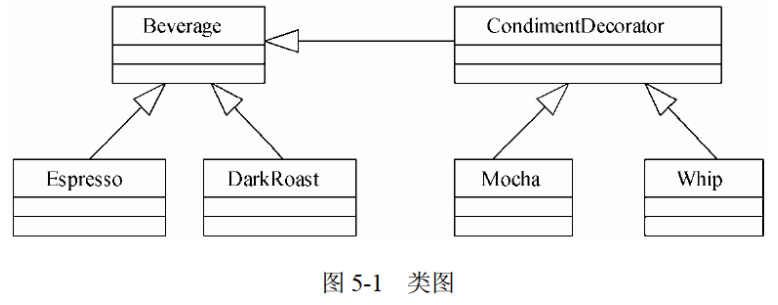 Beverage
CondimentDecorator
Espresso
DarkRoast
Mocha
Whip
图 5-1 类图